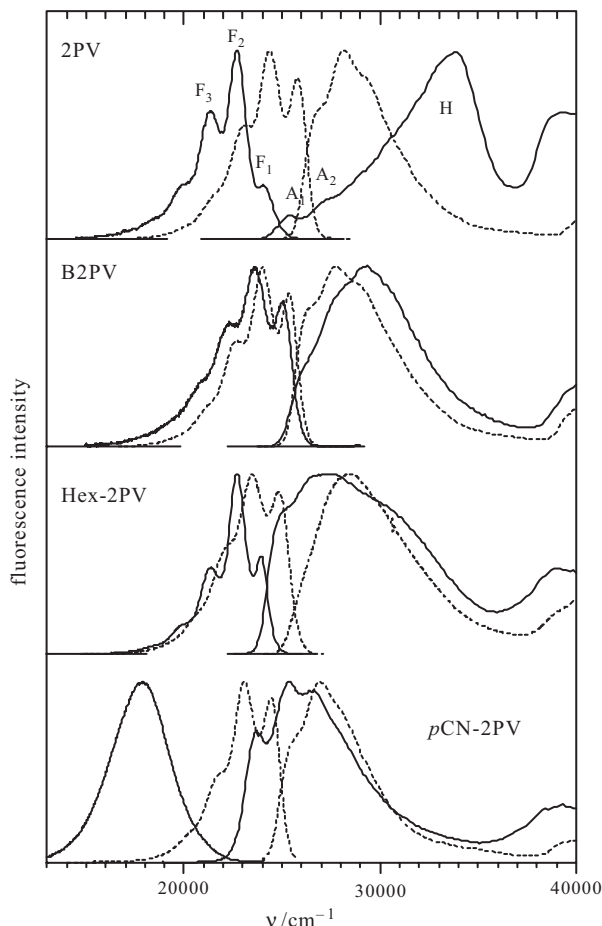 2PV
F₂
F₃
F₁
A₁
A₂
H
B2PV
Hex-2PV
pCN-2PV
fluorescence intensity
20000
30000
40000
ν /cm⁻¹